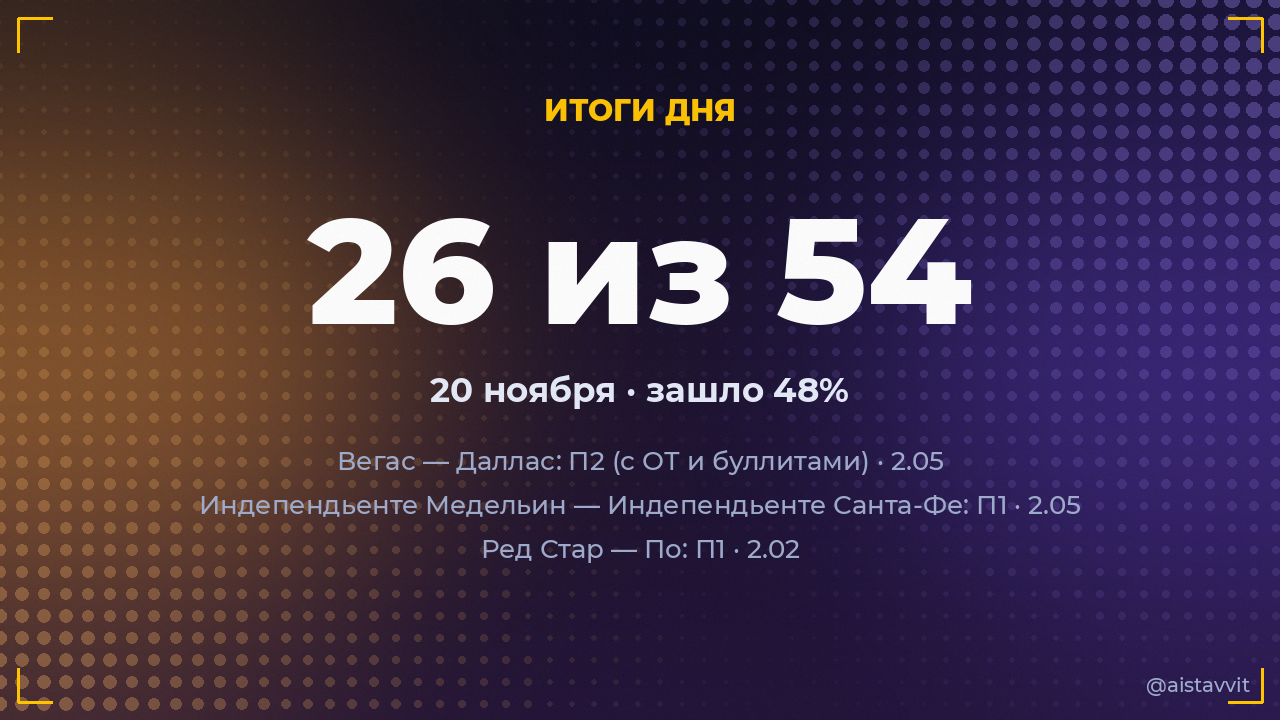 ИТОГИ ДНЯ
26 из 54
20 ноября · зашло 48%
Вегас — Даллас: П2 (с ОТ и буллитами) · 2.05
Индепендьенте Медельин — Индепендьенте Санта-Фе: П1 · 2.05
Ред Стар — По: П1 · 2.02
@aistavvit